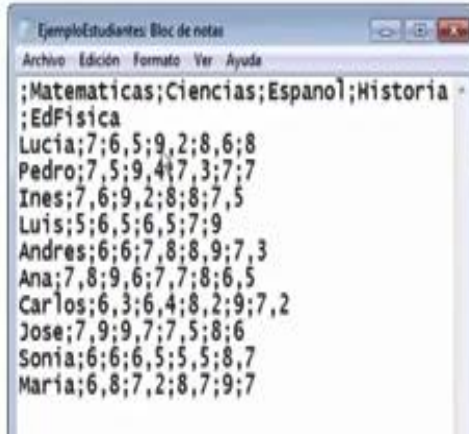 EjemploEstudiantes: Bloc de notas
Archivo Edición Formato Ver Ayuda
;Matematicas;Ciencias;Espanol;Historia
;EdFisica
Lucia;7;6,5;9,2;8,6;8
Pedro;7,5;9,4;7,3;7;7
Ines;7,6;9,2;8;8;7,5
Luis;5;6,5;6,5;7;9
Andres;6;6;7,8;8,9;7,3
Ana;7,8;9,6;7,7;8;6,5
Carlos;6,3;6,4;8,2;9;7,2
Jose;7,9;9,7;7,5;8;6
Sonia;6;6;6,5;5,5;8,7
Maria;6,8;7,2;8,7;9;7